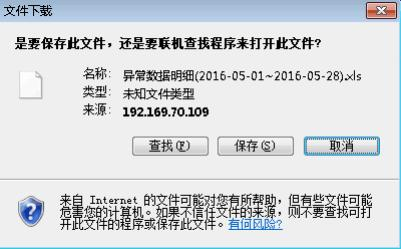 文件下载
是要保存此文件，还是要联机查找程序来打开此文件?
名称: 异常数据明细(2016-05-01~2016-05-28).xls
类型: 未知文件类型
来源: 192.169.70.109
查找(F) 保存(S) 取消
来自 Internet 的文件可能对您有所帮助，但有些文件可能
危害您的计算机。如果不信任文件的来源，则不要查找可打
开此文件的程序或保存此文件。有何风险?